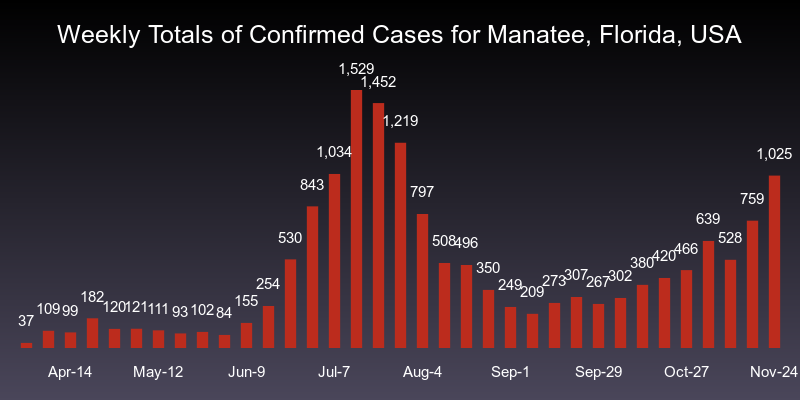 Weekly Totals of Confirmed Cases for Manatee, Florida, USA
37 109 99 182 120 121 111 93 102 84 155 254 530 843 1,034 1,529 1,452 1,219 797 508 496 350 249 209 273 307 267 302 380 420 466 639 528 759 1,025
Apr-14 May-12 Jun-9 Jul-7 Aug-4 Sep-1 Sep-29 Oct-27 Nov-24